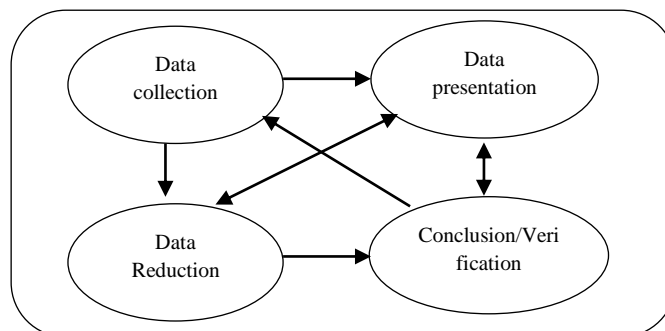 Data
collection
Data
presentation
Data
Reduction
Conclusion/Veri
fication